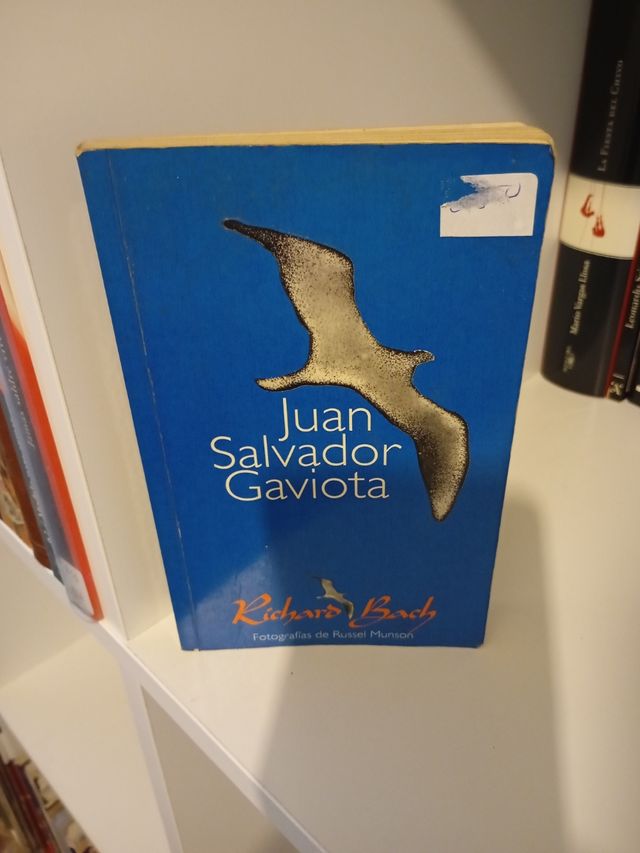 Juan
Salvador
Gaviota
Richard Bach
Fotografías de Russel Munson
LA FIESTA DEL CHIVO
Mario Vargas Llosa